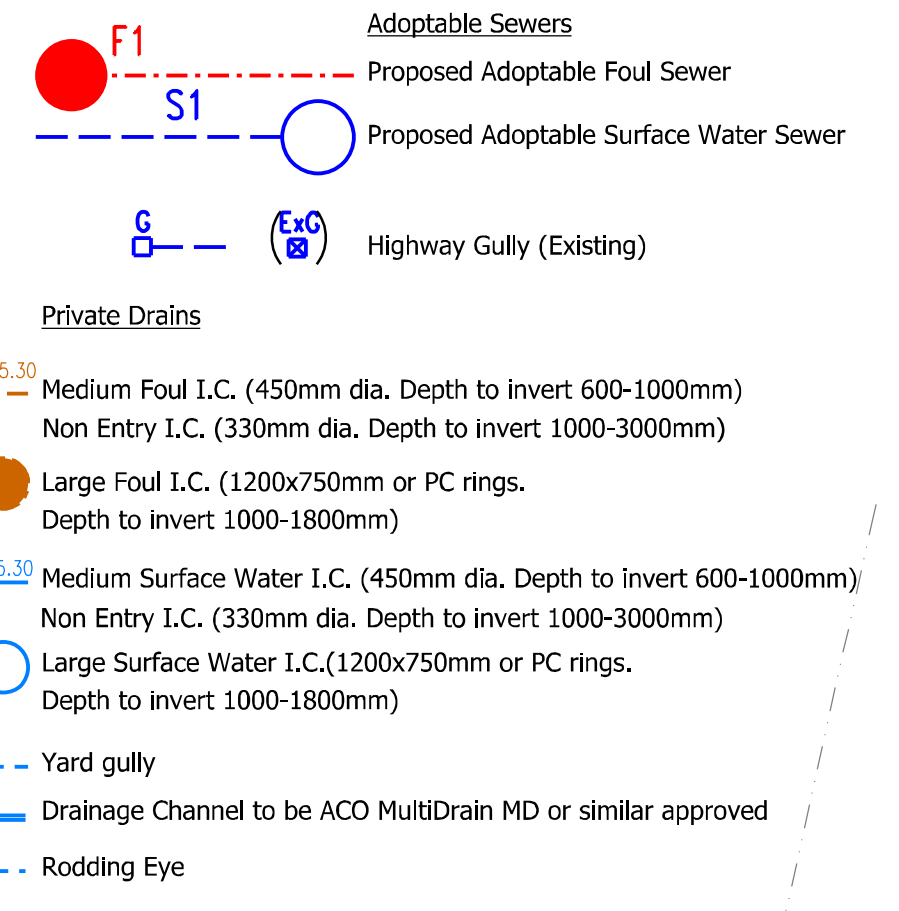 Adoptable Sewers
F1
Proposed Adoptable Foul Sewer
S1
Proposed Adoptable Surface Water Sewer
G
(ExG)
Highway Gully (Existing)
Private Drains
5.30
Medium Foul I.C. (450mm dia. Depth to invert 600-1000mm)
Non Entry I.C. (330mm dia. Depth to invert 1000-3000mm)
Large Foul I.C. (1200x750mm or PC rings.
Depth to invert 1000-1800mm)
5.30
Medium Surface Water I.C. (450mm dia. Depth to invert 600-1000mm)
Non Entry I.C. (330mm dia. Depth to invert 1000-3000mm)
Large Surface Water I.C.(1200x750mm or PC rings.
Depth to invert 1000-1800mm)
Yard gully
Drainage Channel to be ACO MultiDrain MD or similar approved
Rodding Eye